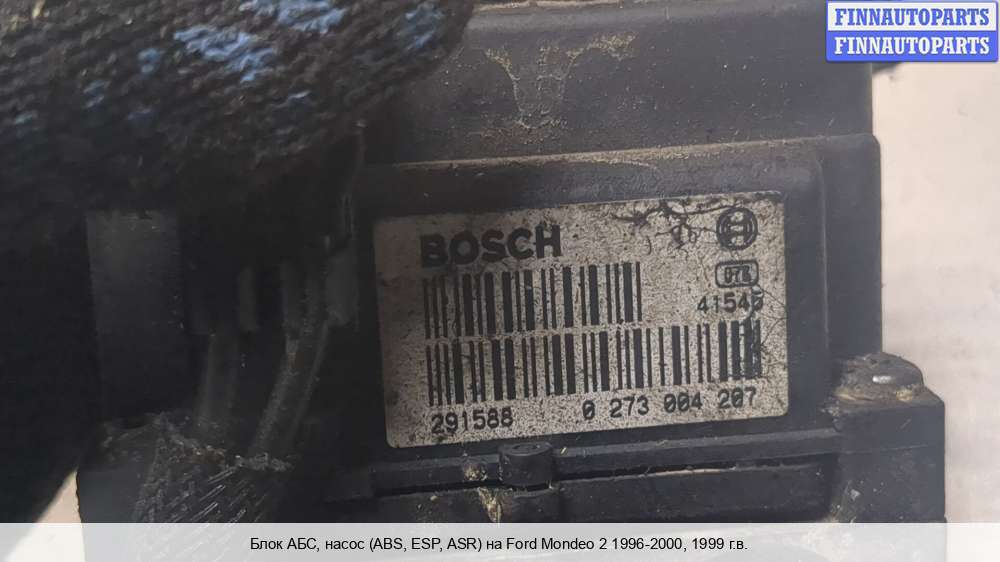 FINNAUTOPARTS
FINNAUTOPARTS
BOSCH
291588 0 273 004 207
Блок АБС, насос (ABS, ESP, ASR) на Ford Mondeo 2 1996-2000, 1999 г.в.